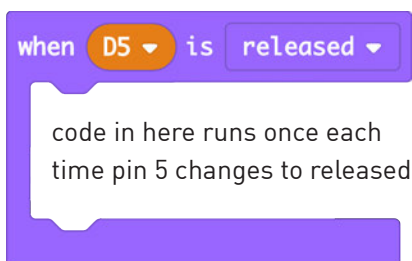 when D5 is released
code in here runs once each
time pin 5 changes to released